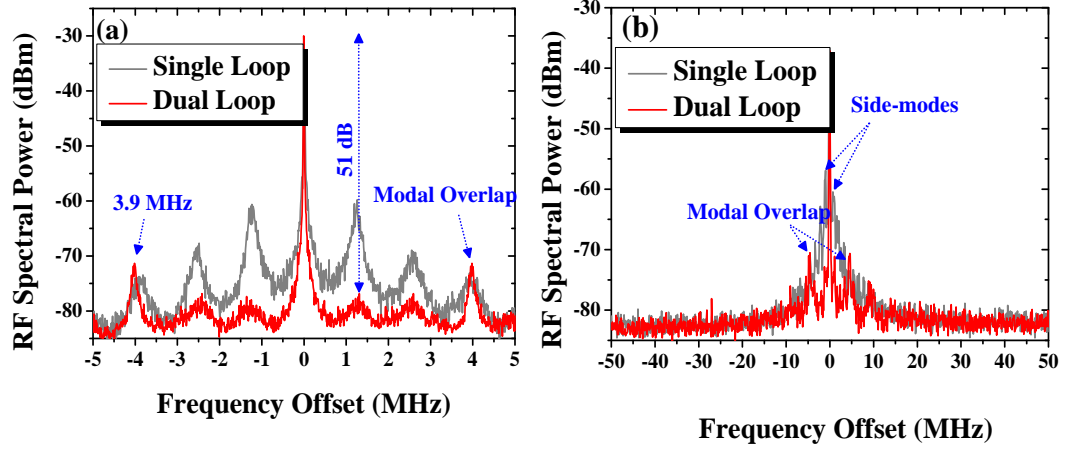 (a)
RF Spectral Power (dBm)
-30
-40
-50
-60
-70
-80
Single Loop
Dual Loop
51 dB
3.9 MHz
Modal Overlap
-5 -4 -3 -2 -1 0 1 2 3 4 5
Frequency Offset (MHz)
(b)
RF Spectral Power (dBm)
-30
-40
-50
-60
-70
-80
Single Loop
Dual Loop
Side-modes
Modal Overlap
-50 -40 -30 -20 -10 0 10 20 30 40 50
Frequency Offset (MHz)